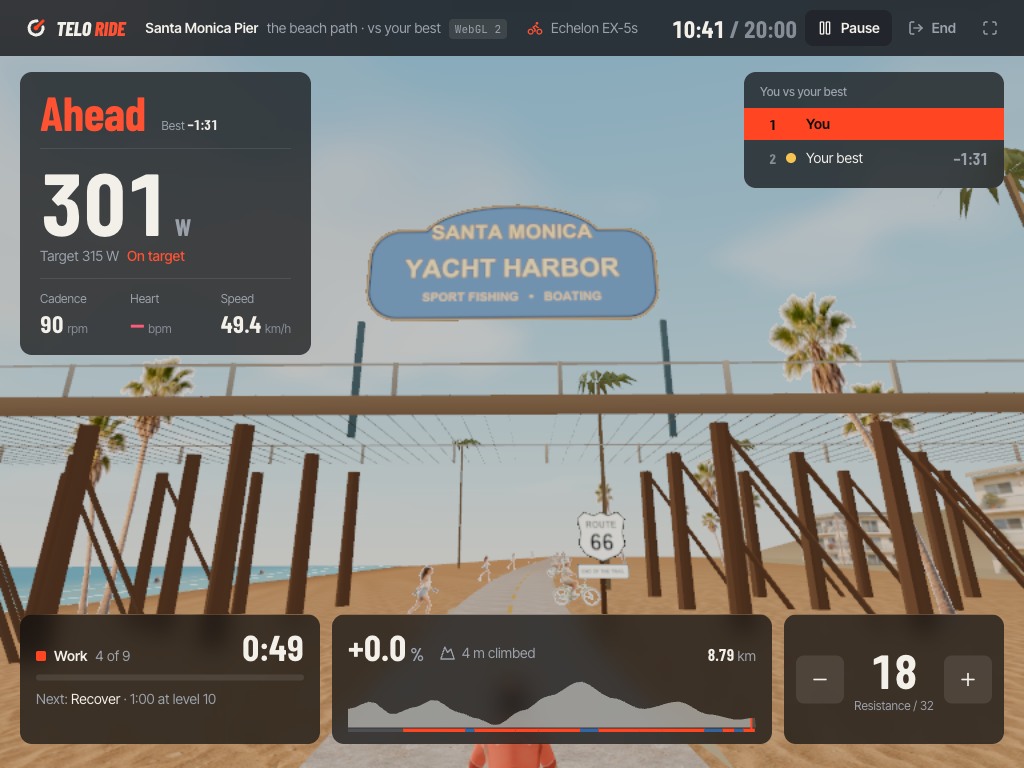 TELO RIDE Santa Monica Pier the beach path · vs your best WebGL 2 Echelon EX-5s 10:41 / 20:00 Pause End
Ahead Best −1:31
301 W
Target 315 W On target
Cadence Heart Speed
90 rpm – bpm 49.4 km/h
You vs your best
1 You
2 Your best −1:31
SANTA MONICA
YACHT HARBOR
SPORT FISHING • BOATING
ROUTE
66
Work 4 of 9 0:49
Next: Recover · 1:00 at level 10
+0.0 % 4 m climbed 8.79 km
− 18 +
Resistance / 32